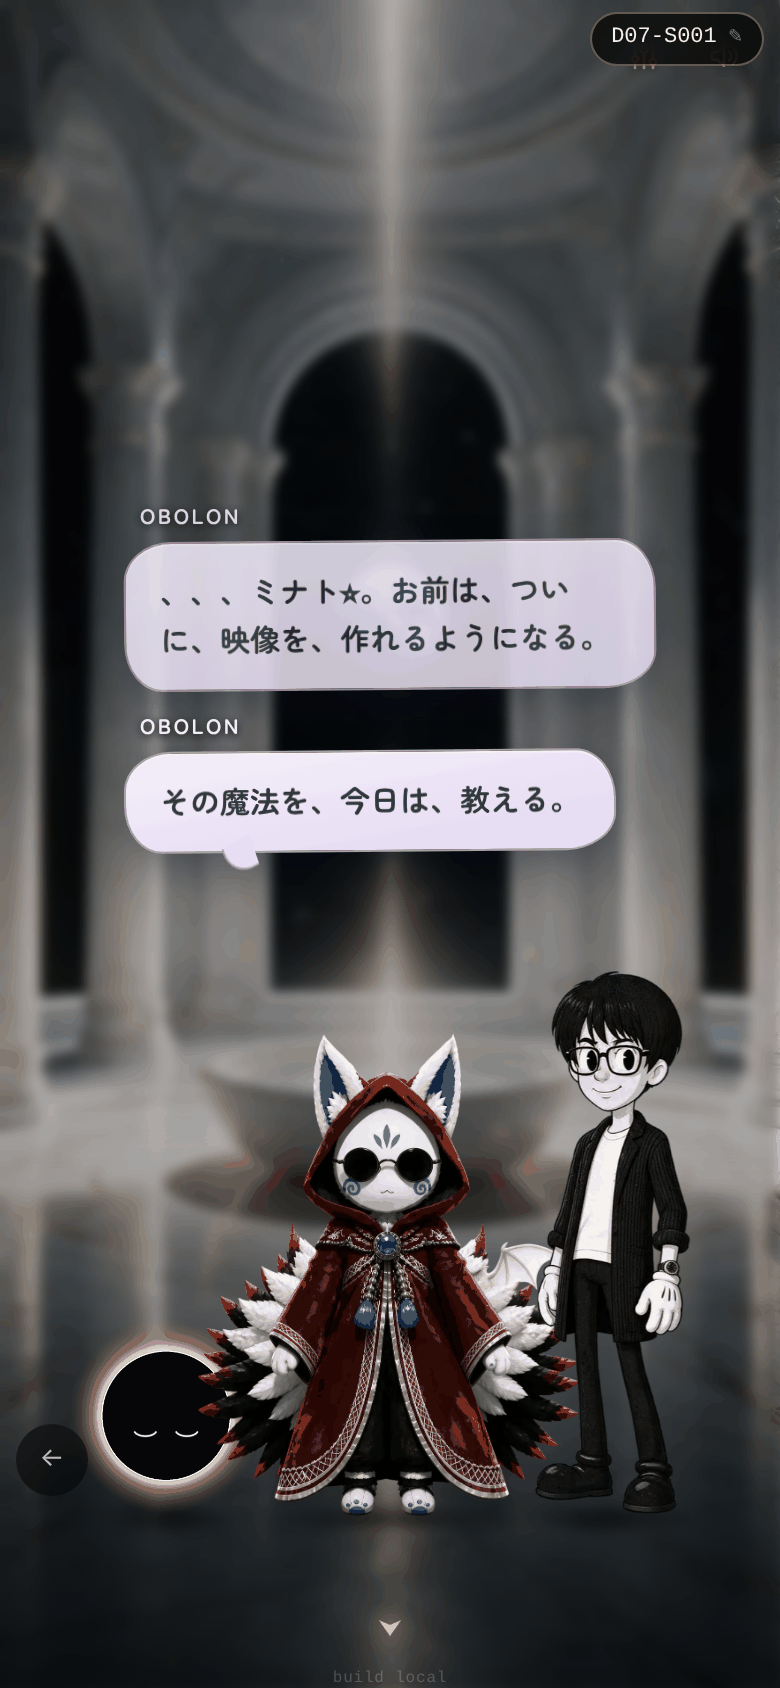 D07-S001 ✎
OBOLON
、、、ミナト★。お前は、つい
に、映像を、作れるようになる。
OBOLON
その魔法を、今日は、教える。
build local